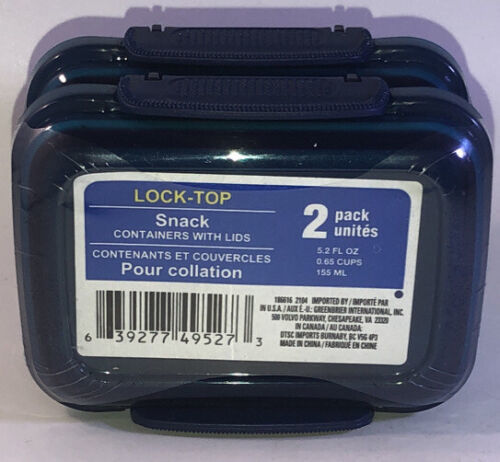 LOCK-TOP
Snack
CONTAINERS WITH LIDS
CONTENANTS ET COUVERCLES
Pour collation
2 pack
unités
5.2 FL OZ
0.65 CUPS
155 ML
186616 2104 IMPORTED BY / IMPORTÉ PAR
IN U.S.A. / AUX É.-U.: GREENBRIER INTERNATIONAL, INC.
500 VOLVO PARKWAY, CHESAPEAKE, VA 23320
IN CANADA / AU CANADA:
DTSC IMPORTS BURNABY, BC V5G 4P3
MADE IN CHINA / FABRIQUÉ EN CHINE
6 39277 49527 3